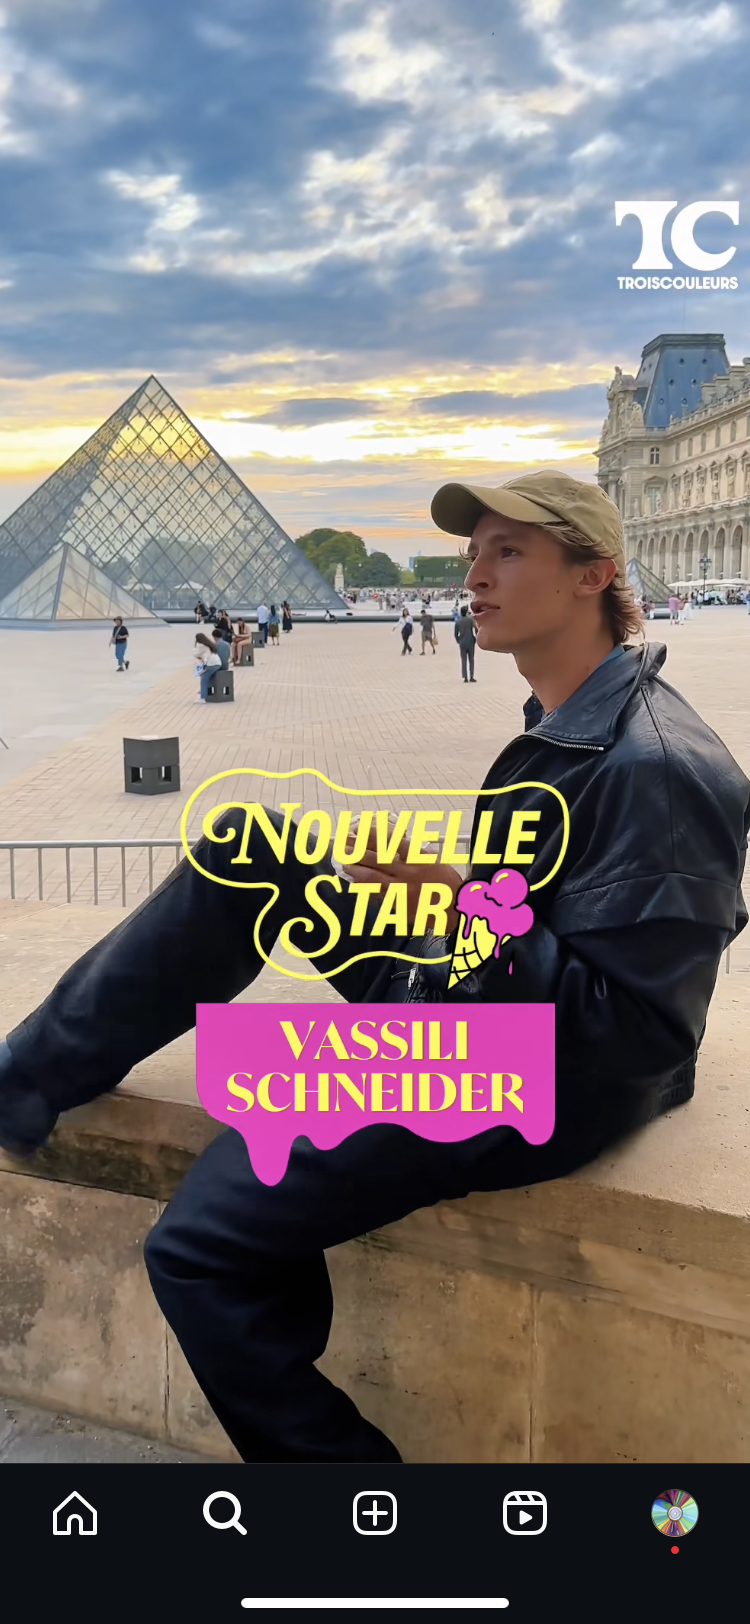 TC
TROISCOULEURS
NOUVELLE
STAR
VASSILI
SCHNEIDER